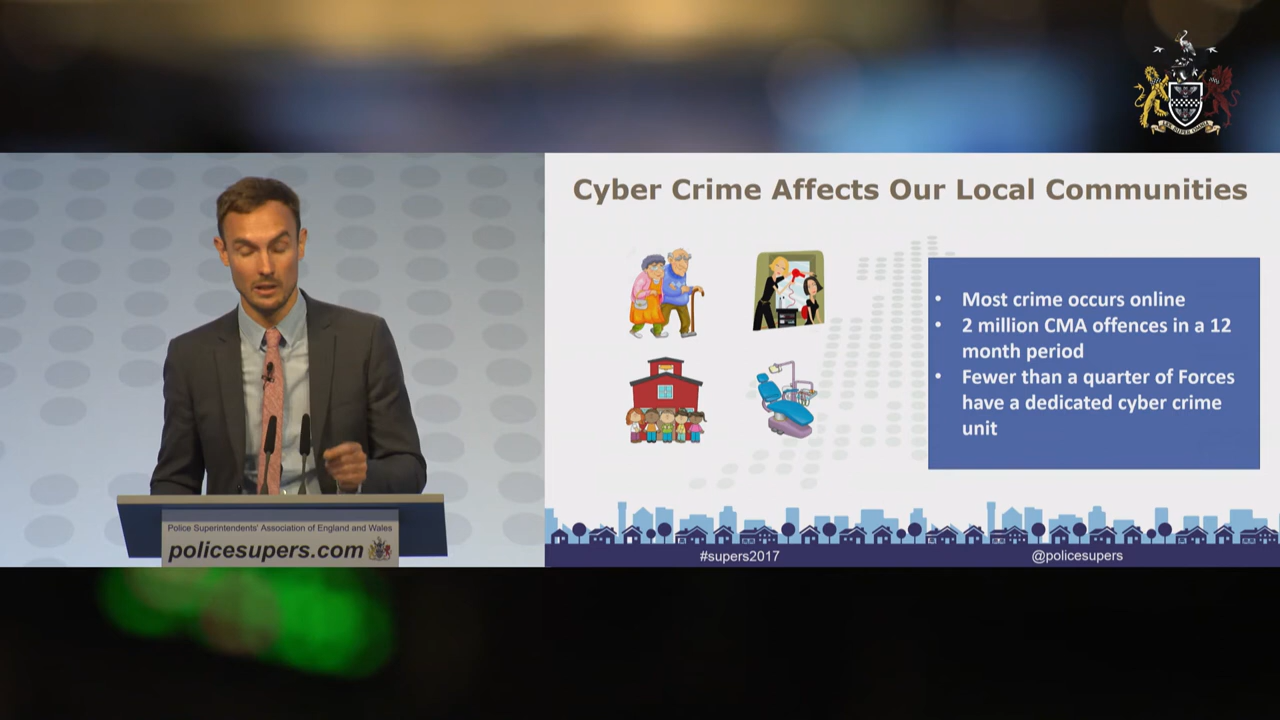 Cyber Crime Affects Our Local Communities
• Most crime occurs online
• 2 million CMA offences in a 12
month period
• Fewer than a quarter of Forces
have a dedicated cyber crime
unit
Police Superintendents' Association of England and Wales
policesupers.com
#supers2017
@policesupers